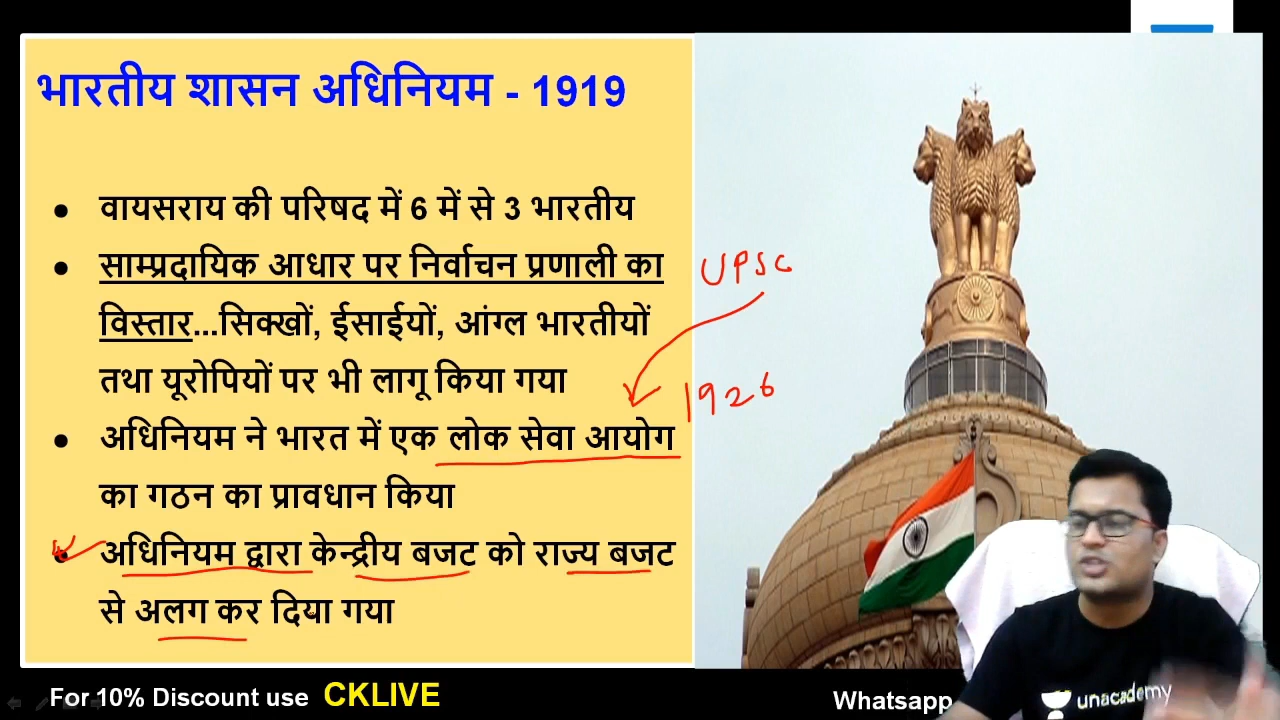 भारतीय शासन अधिनियम - 1919
वायसराय की परिषद में 6 में से 3 भारतीय
साम्प्रदायिक आधार पर निर्वाचन प्रणाली का
विस्तार...सिक्खों, ईसाईयों, आंग्ल भारतीयों
तथा यूरोपियों पर भी लागू किया गया
अधिनियम ने भारत में एक लोक सेवा आयोग
का गठन का प्रावधान किया
अधिनियम द्वारा केन्द्रीय बजट को राज्य बजट
से अलग कर दिया गया
UPSC
1926
unacademy
For 10% Discount use CKLIVE
Whatsapp